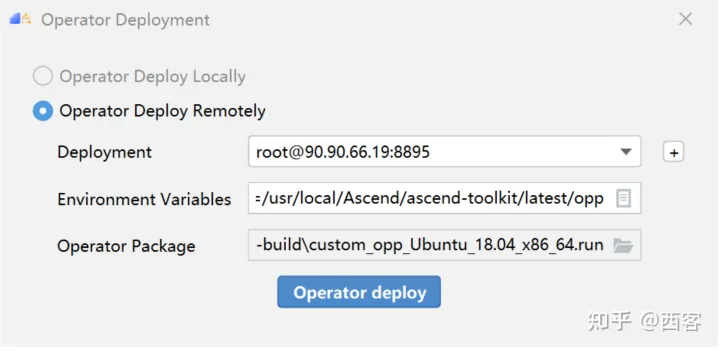 Operator Deployment
Operator Deploy Locally
Operator Deploy Remotely
Deployment root@90.90.66.19:8895 +
Environment Variables =/usr/local/Ascend/ascend-toolkit/latest/opp
Operator Package -build\custom_opp_Ubuntu_18.04_x86_64.run
Operator deploy
知乎 @西客